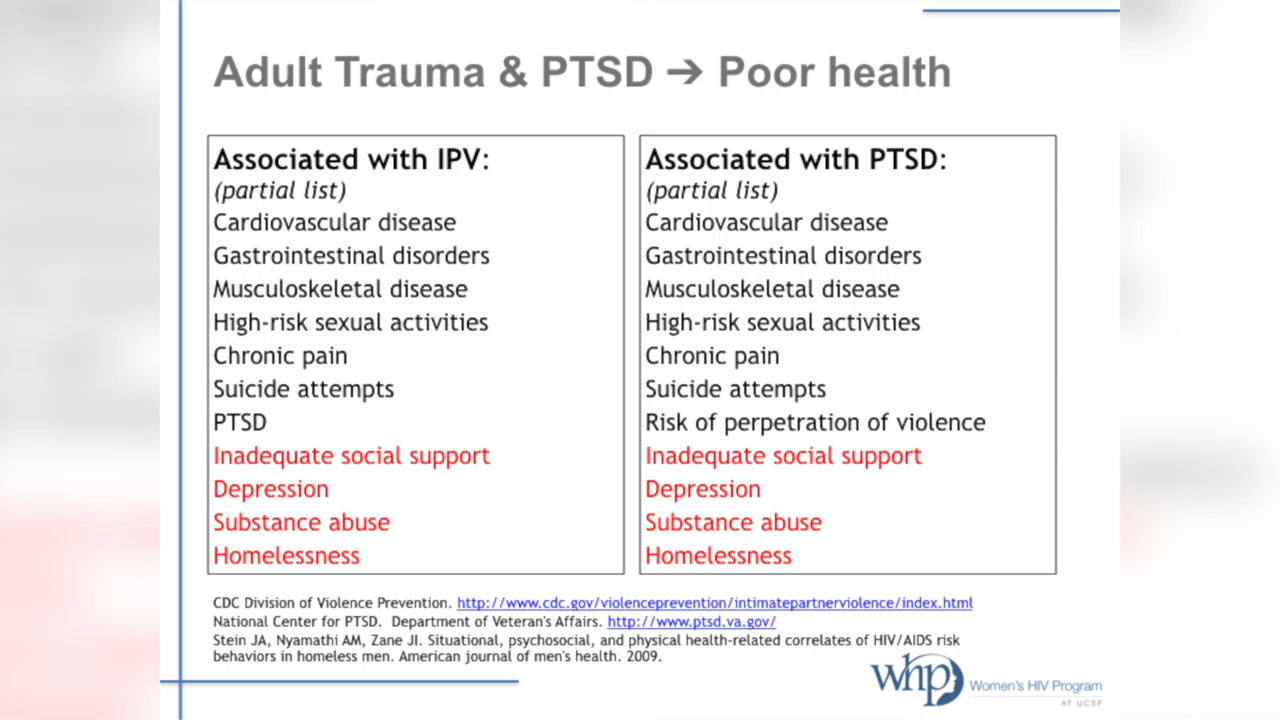 Adult Trauma & PTSD ➔ Poor health
Associated with IPV:
(partial list)
Cardiovascular disease
Gastrointestinal disorders
Musculoskeletal disease
High-risk sexual activities
Chronic pain
Suicide attempts
PTSD
Inadequate social support
Depression
Substance abuse
Homelessness
Associated with PTSD:
(partial list)
Cardiovascular disease
Gastrointestinal disorders
Musculoskeletal disease
High-risk sexual activities
Chronic pain
Suicide attempts
Risk of perpetration of violence
Inadequate social support
Depression
Substance abuse
Homelessness
CDC Division of Violence Prevention. http://www.cdc.gov/violenceprevention/intimatepartnerviolence/index.html
National Center for PTSD. Department of Veteran's Affairs. http://www.ptsd.va.gov/
Stein JA, Nyamathi AM, Zane JI. Situational, psychosocial, and physical health-related correlates of HIV/AIDS risk
behaviors in homeless men. American journal of men's health. 2009.
whp Women's HIV Program
AT UCSF